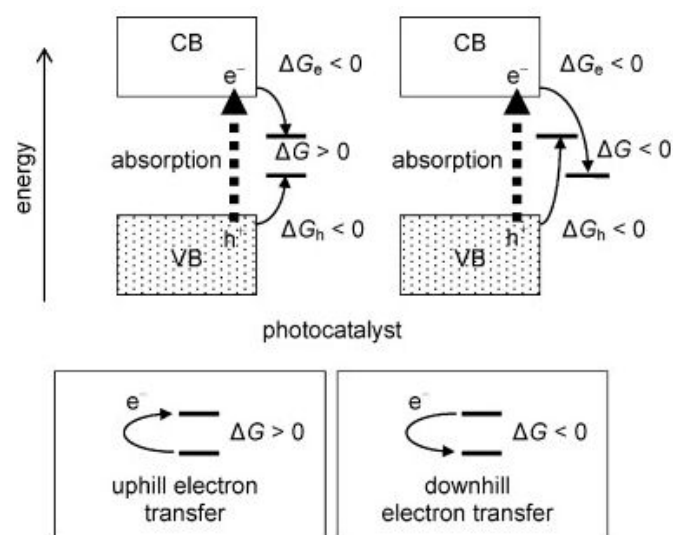 CB
e⁻
ΔGₑ < 0
absorption
ΔG > 0
h⁺
ΔGₕ < 0
VB
energy
CB
e⁻
ΔGₑ < 0
absorption
ΔG < 0
h⁺
ΔGₕ < 0
VB
photocatalyst
e⁻
ΔG > 0
uphill electron
transfer
e⁻
ΔG < 0
downhill
electron transfer